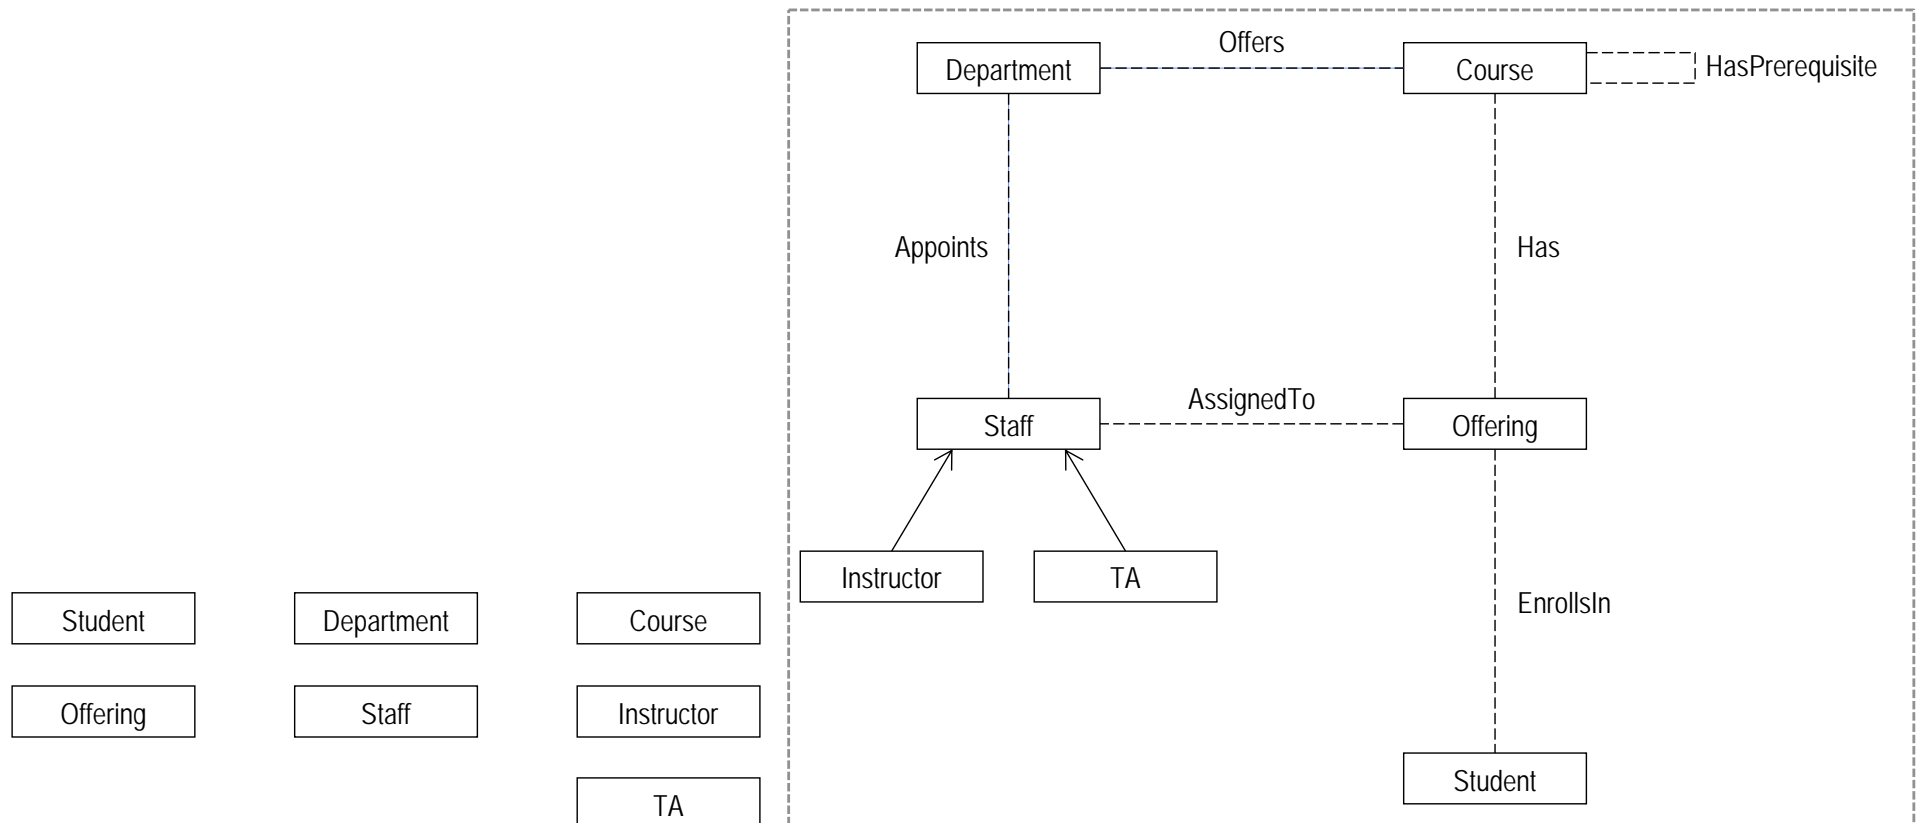 Offers
Department
Course
HasPrerequisite
Appoints
Has
AssignedTo
Staff
Offering
Instructor
TA
EnrollsIn
Student
Student
Department
Course
Offering
Staff
Instructor
TA